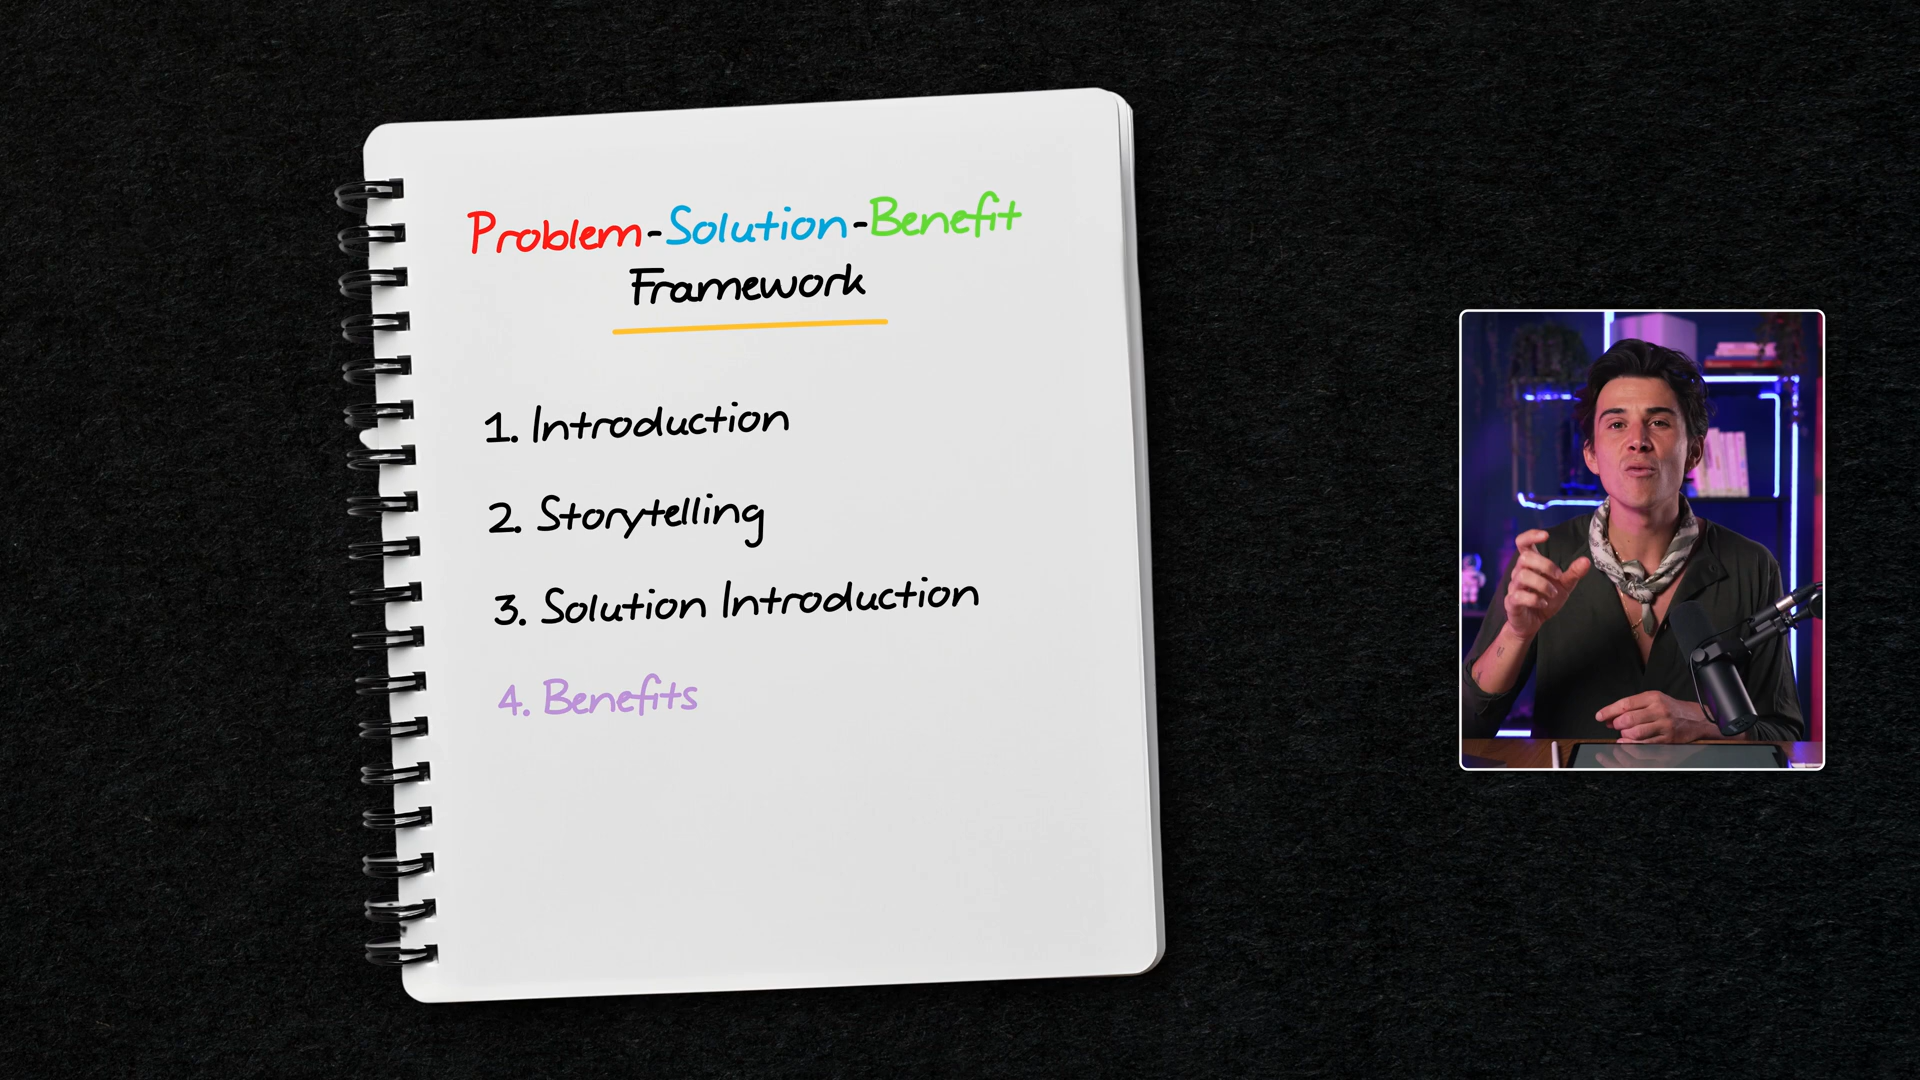 Problem-Solution-Benefit
Framework
1. Introduction
2. Storytelling
3. Solution Introduction
4. Benefits